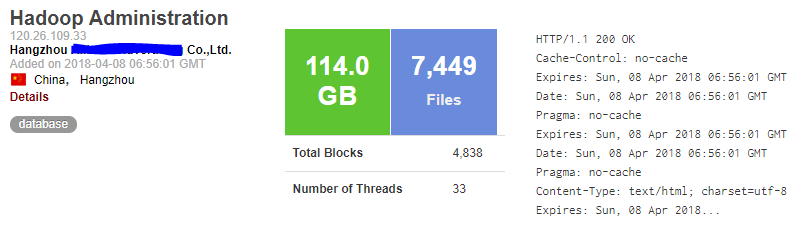 Hadoop Administration
120.26.109.33
Hangzhou Co.,Ltd.
Added on 2018-04-08 06:56:01 GMT
China, Hangzhou
Details
database
114.0
GB
7,449
Files
Total Blocks 4,838
Number of Threads 33
HTTP/1.1 200 OK
Cache-Control: no-cache
Expires: Sun, 08 Apr 2018 06:56:01 GMT
Date: Sun, 08 Apr 2018 06:56:01 GMT
Pragma: no-cache
Expires: Sun, 08 Apr 2018 06:56:01 GMT
Date: Sun, 08 Apr 2018 06:56:01 GMT
Pragma: no-cache
Content-Type: text/html; charset=utf-8
Expires: Sun, 08 Apr 2018...